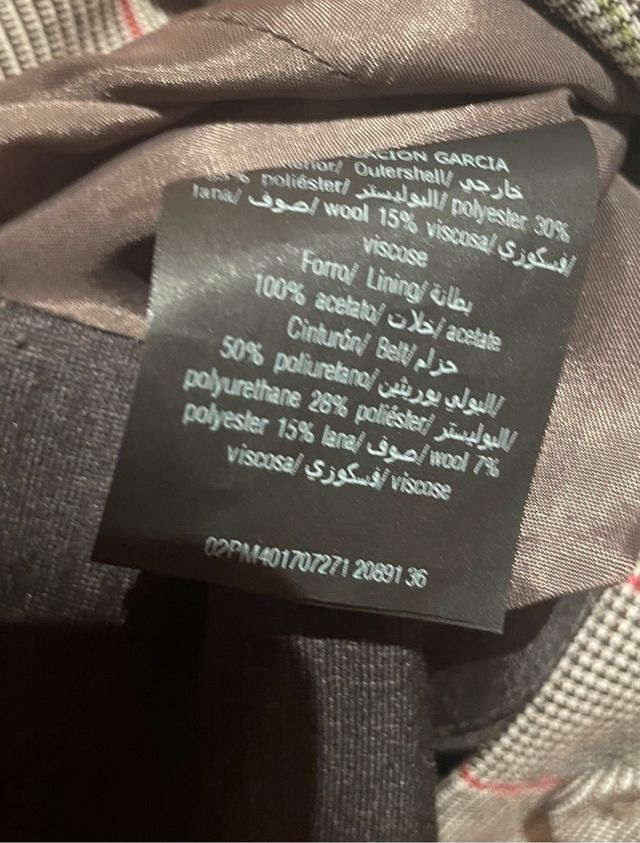 ACION GARCIA
Outershell/ خارجي
poliéster/ البوليستر/ polyester 30%
lana/ صوف/ wool 15% viscosa/ فسكوزي/
viscose
Forro/ Lining/ بطانة
100% acetato/ خلات/ acetate
Cinturón/ Belt/ حزام
50% poliuretano/ البولي يوريثين/
polyurethane 28% poliéster/ البوليستر/
polyester 15% lana/ صوف/ wool 7%
viscosa/ فسكوزي/ viscose
02PM401707271 20891 36